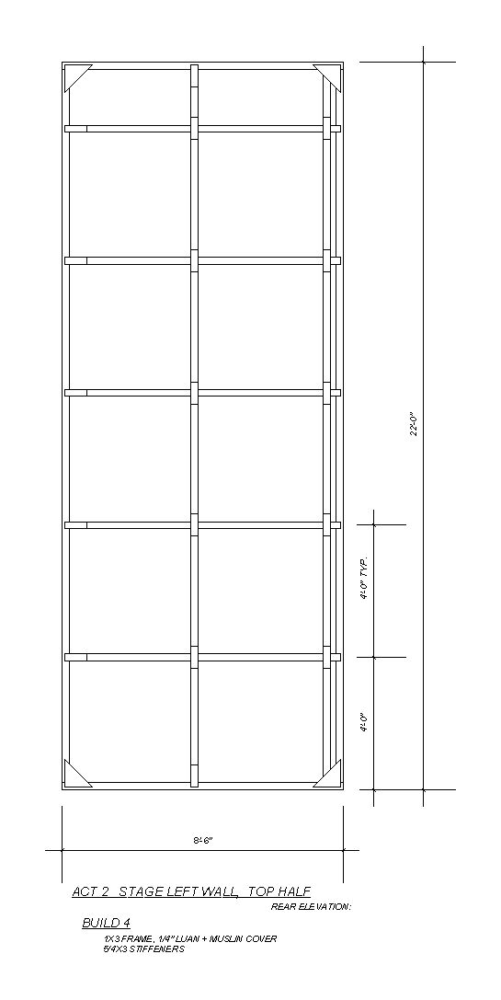 22'-0"
4'-0" TYP.
4'-0"
8'-6"
ACT 2 STAGE LEFT WALL, TOP HALF
REAR ELEVATION:
BUILD 4
1X3 FRAME, 1/4" LUAN + MUSLIN COVER
5/4X3 STIFFENERS